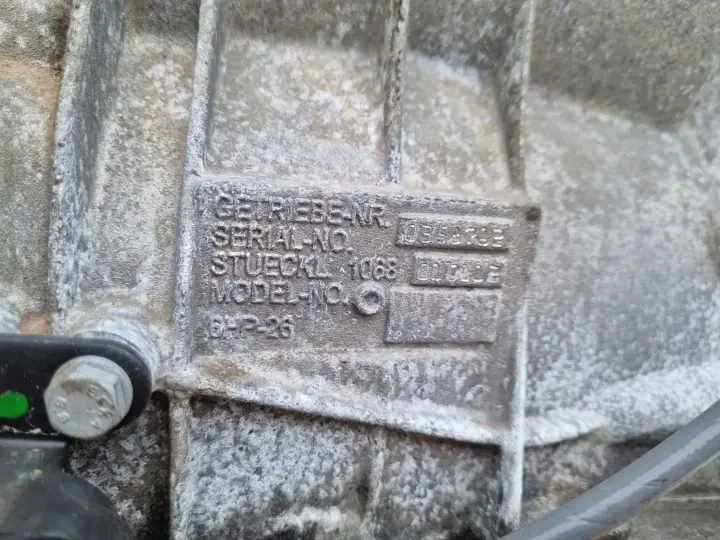 GETRIEBE-NR.
SERIAL-NO.
STUECKL. 1068
MODEL-NO.
6HP-26